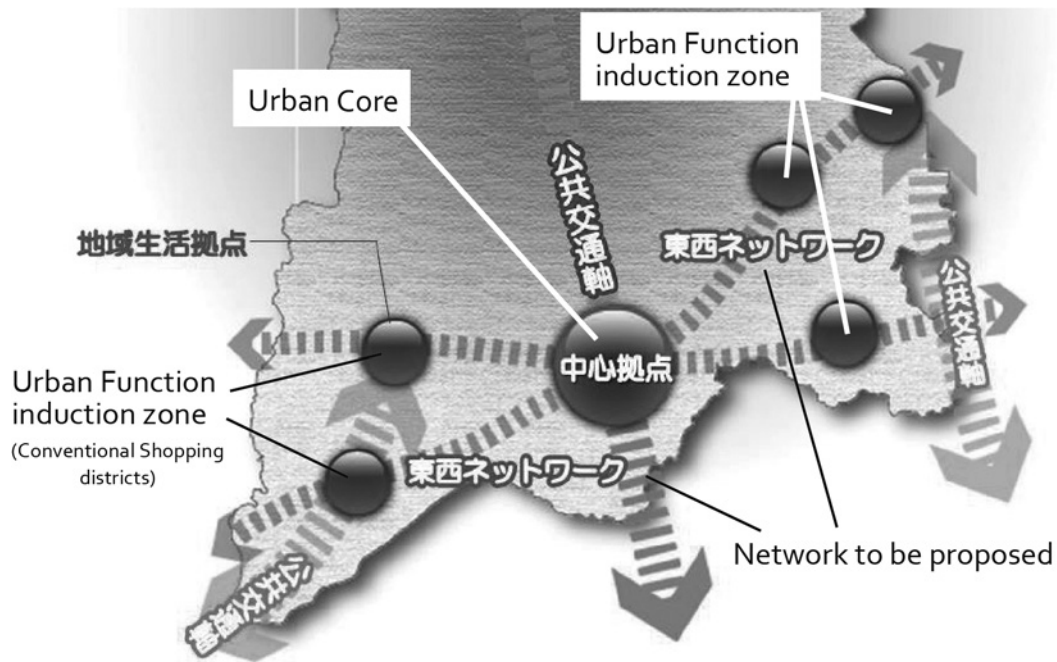 Urban Function
induction zone
Urban Core
公共交通軸
地域生活拠点
東西ネットワーク
公共交通軸
中心拠点
Urban Function
induction zone
(Conventional Shopping
districts)
東西ネットワーク
Network to be proposed
公共交通軸